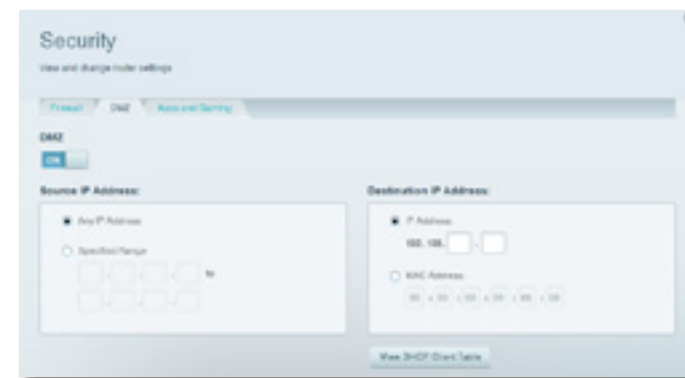 Security
View and change router settings
Firewall DMZ Apps and Gaming
DMZ
ON
Source IP Address:
Any IP Address
Specified Range
to
Destination IP Address:
IP Address
192. 168.
MAC Address
00 : 00 : 00 : 00 : 00 : 00
View DHCP Client Table